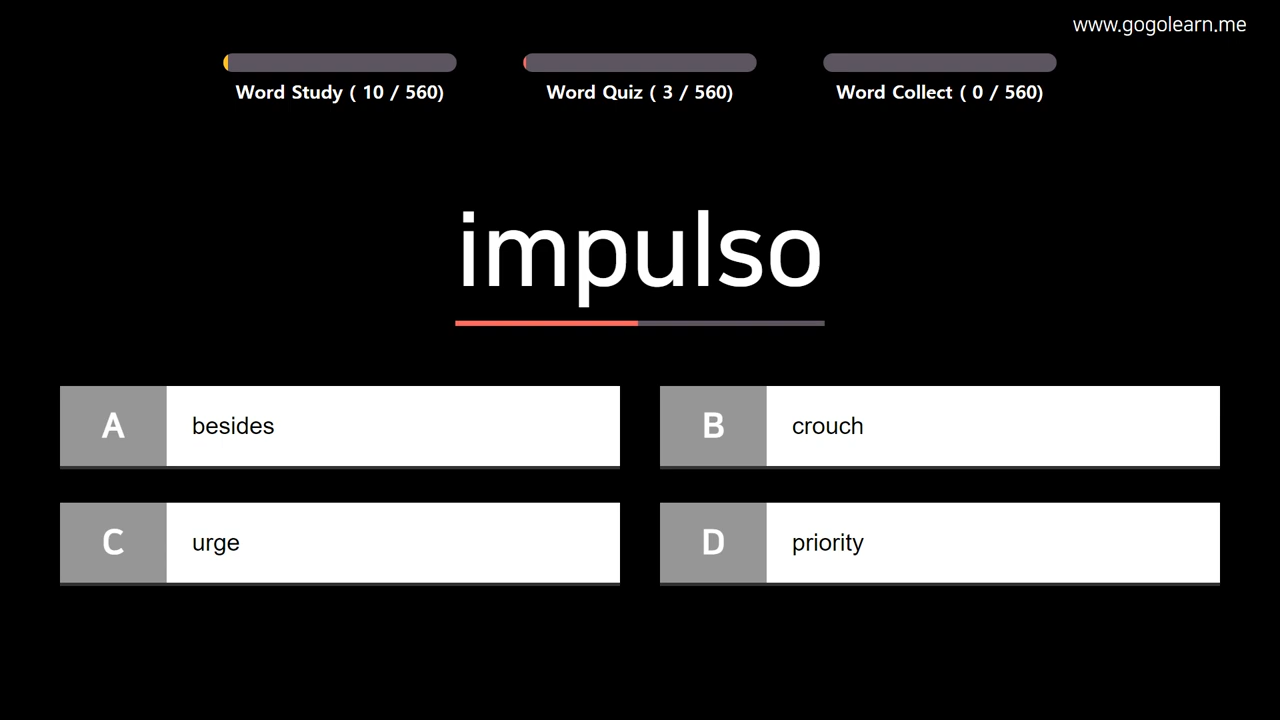 www.gogolearn.me
Word Study ( 10 / 560)
Word Quiz ( 3 / 560)
Word Collect ( 0 / 560)
impulso
A besides
B crouch
C urge
D priority